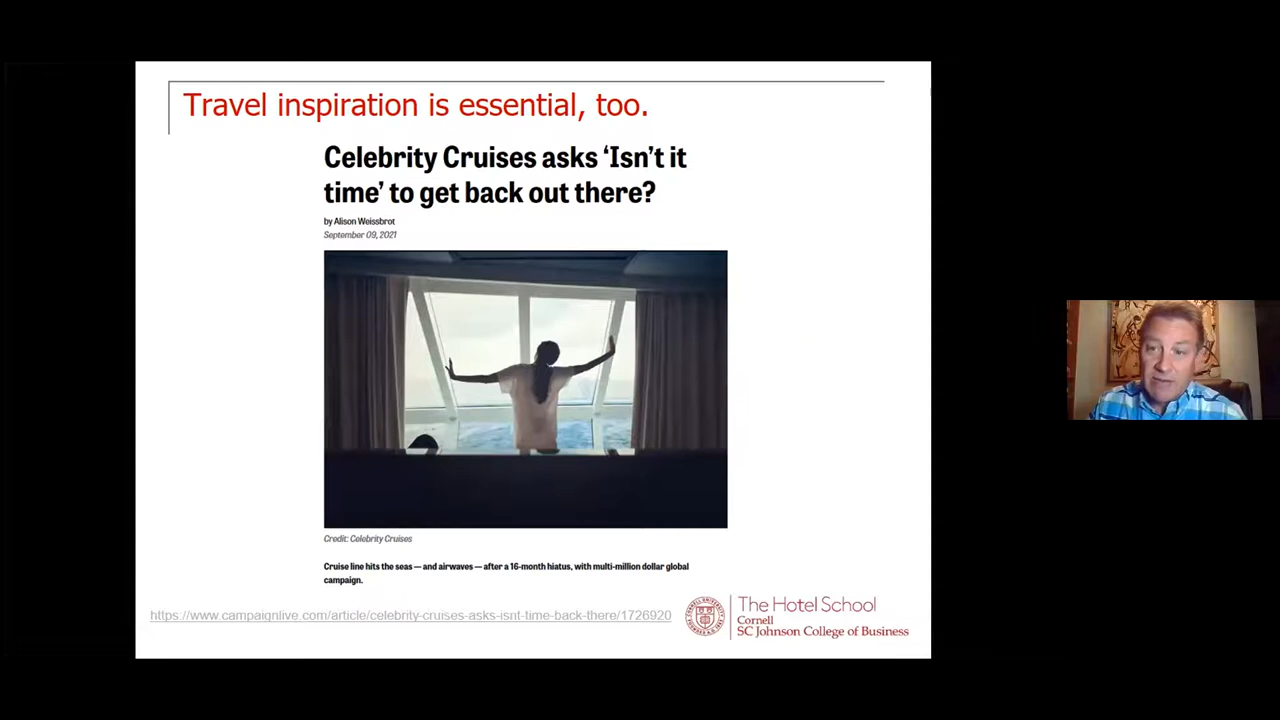 Travel inspiration is essential, too.
Celebrity Cruises asks ‘Isn’t it
time’ to get back out there?
by Alison Weissbrot
September 09, 2021
Credit: Celebrity Cruises
Cruise line hits the seas — and airwaves — after a 16-month hiatus, with multi-million dollar global
campaign.
https://www.campaignlive.com/article/celebrity-cruises-asks-isnt-time-back-there/1726920
The Hotel School
Cornell
SC Johnson College of Business